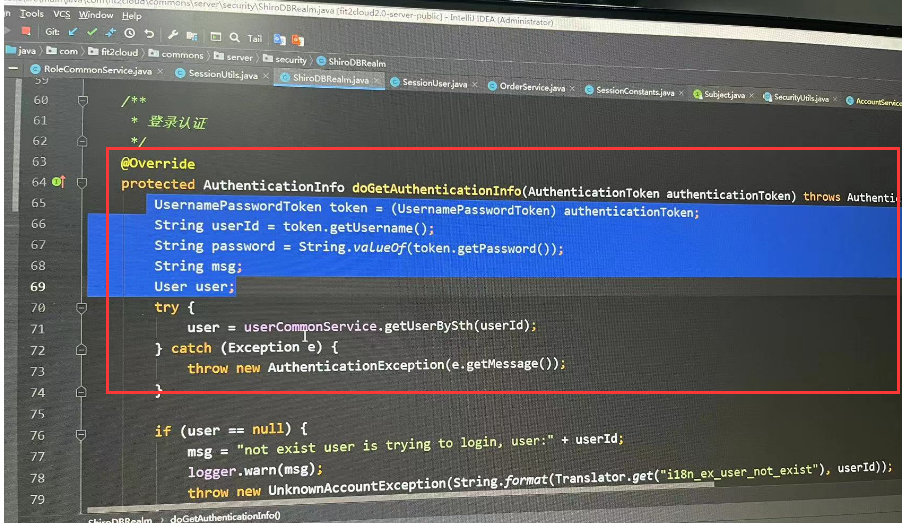 \commons\server\security\ShiroDBRealm.java [fit2cloud2.0-server-public] - IntelliJ IDEA (Administrator)
Tools VCS Window Help
Git: Tail
java com fit2cloud commons server security ShiroDBRealm
RoleCommonService.java SessionUtils.java ShiroDBRealm.java SessionUser.java OrderService.java SessionConstants.java Subject.java SecurityUtils.java AccountService
59
60 /**
61 * 登录认证
62 */
63 @Override
64 protected AuthenticationInfo doGetAuthenticationInfo(AuthenticationToken authenticationToken) throws Authenti
65 UsernamePasswordToken token = (UsernamePasswordToken) authenticationToken;
66 String userId = token.getUsername();
67 String password = String.valueOf(token.getPassword());
68 String msg;
69 User user;
70 try {
71 user = userCommonService.getUserBySth(userId);
72 } catch (Exception e) {
73 throw new AuthenticationException(e.getMessage());
74 }
75
76 if (user == null) {
77 msg = "not exist user is trying to login, user:" + userId;
78 logger.warn(msg);
79 throw new UnknownAccountException(String.format(Translator.get("i18n_ex_user_not_exist"), userId));
ShiroDBRealm › doGetAuthenticationInfo()